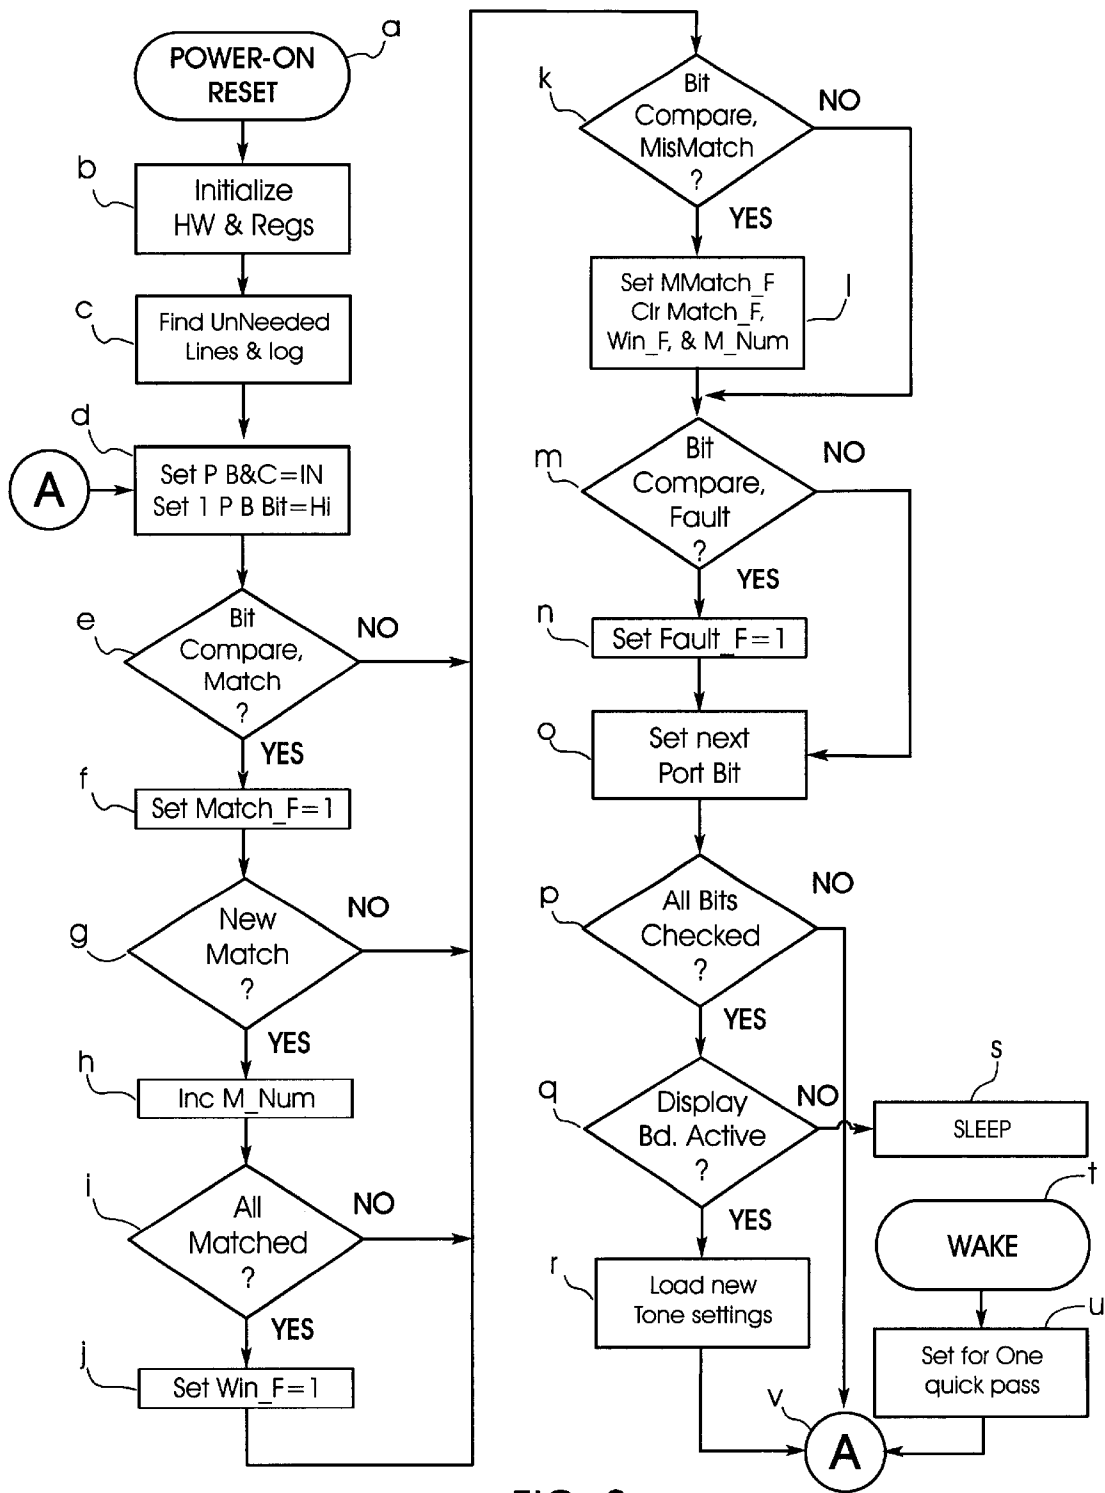 a
POWER-ON
RESET
b
Initialize
HW & Regs
c
Find UnNeeded
Lines & log
d
A
Set P B&C=IN
Set 1 P B Bit=Hi
e
Bit
Compare,
Match
?
NO
YES
f
Set Match_F=1
g
New
Match
?
NO
YES
h
Inc M_Num
i
All
Matched
?
NO
YES
j
Set Win_F=1
k
Bit
Compare,
MisMatch
?
NO
YES
l
Set MMatch_F
Clr Match_F,
Win_F, & M_Num
m
Bit
Compare,
Fault
?
NO
YES
n
Set Fault_F=1
o
Set next
Port Bit
p
All Bits
Checked
?
NO
YES
q
Display
Bd. Active
?
NO
YES
r
Load new
Tone settings
s
SLEEP
t
WAKE
u
Set for One
quick pass
v
A